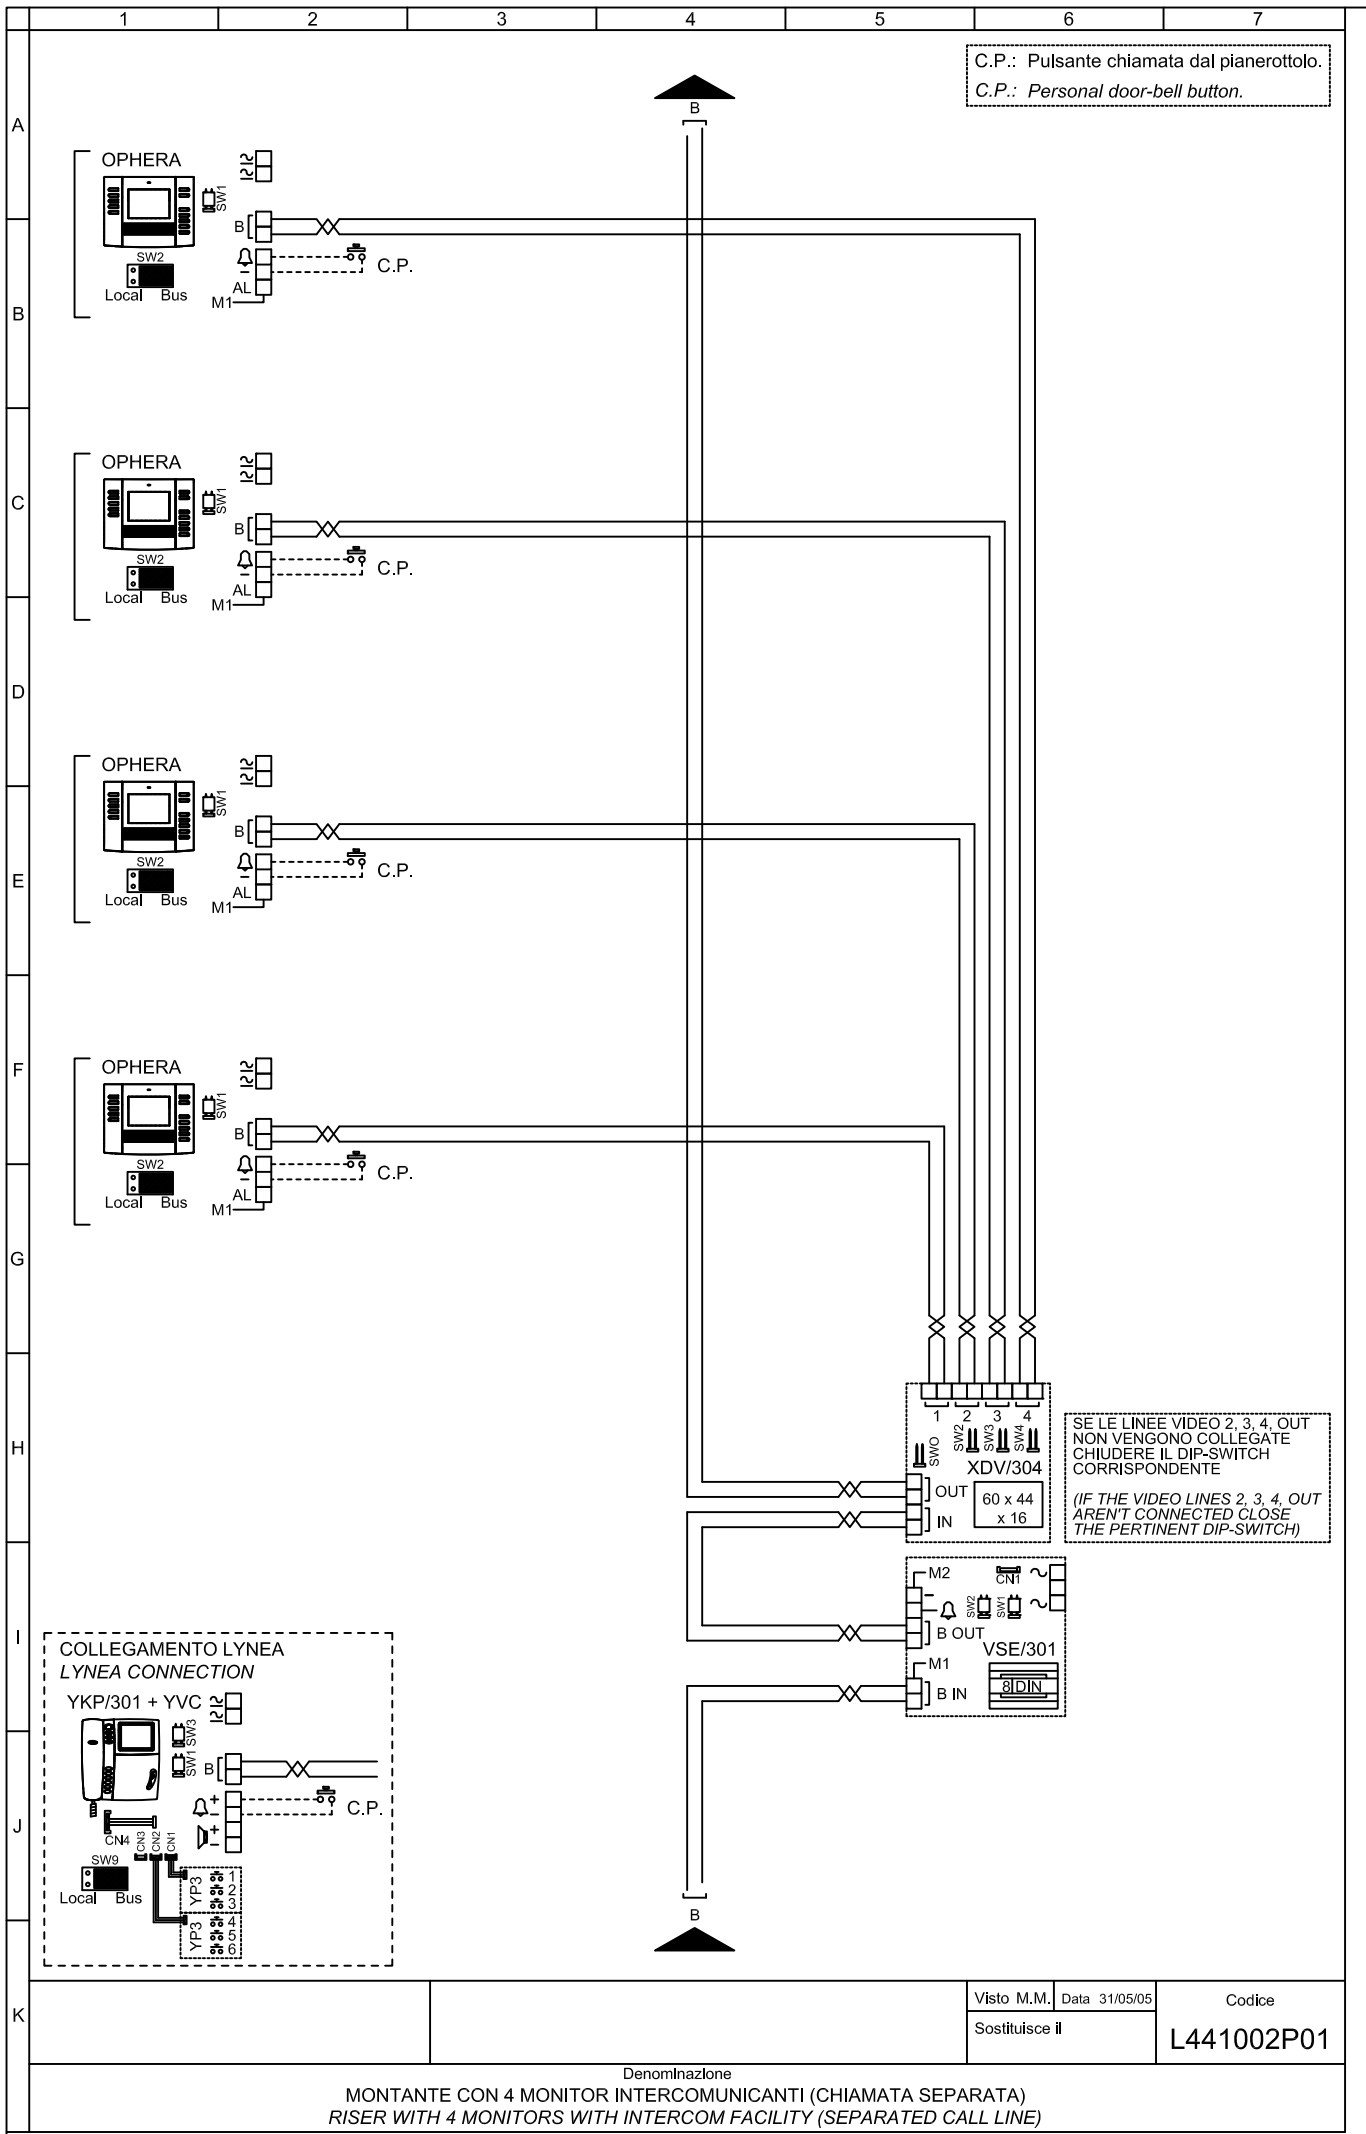 1 2 3 4 5 6 7
C.P.: Pulsante chiamata dal pianerottolo.
C.P.: Personal door-bell button.
B
A
OPHERA
SW1
B
SW2
Local Bus
AL
M1
C.P.
B
C
OPHERA
SW1
B
SW2
Local Bus
AL
M1
C.P.
D
OPHERA
SW1
B
SW2
Local Bus
AL
M1
C.P.
E
F
OPHERA
SW1
B
SW2
Local Bus
AL
M1
C.P.
G
H
1 2 3 4
SWO SW2 SW3 SW4
XDV/304
OUT
IN
60 x 44
x 16
SE LE LINEE VIDEO 2, 3, 4, OUT
NON VENGONO COLLEGATE
CHIUDERE IL DIP-SWITCH
CORRISPONDENTE
(IF THE VIDEO LINES 2, 3, 4, OUT
AREN'T CONNECTED CLOSE
THE PERTINENT DIP-SWITCH)
I
M2
CN1
SW2 SW1
B OUT
VSE/301
M1
B IN
8 DIN
COLLEGAMENTO LYNEA
LYNEA CONNECTION
YKP/301 + YVC
SW3
SW1
B
+
-
C.P.
+
-
J
CN4 CN3 CN2 CN1
SW9
Local Bus
YP3
1
2
3
YP3
4
5
6
B
K
Visto M.M. Data 31/05/05
Sostituisce il
Codice
L441002P01
Denominazione
MONTANTE CON 4 MONITOR INTERCOMUNICANTI (CHIAMATA SEPARATA)
RISER WITH 4 MONITORS WITH INTERCOM FACILITY (SEPARATED CALL LINE)